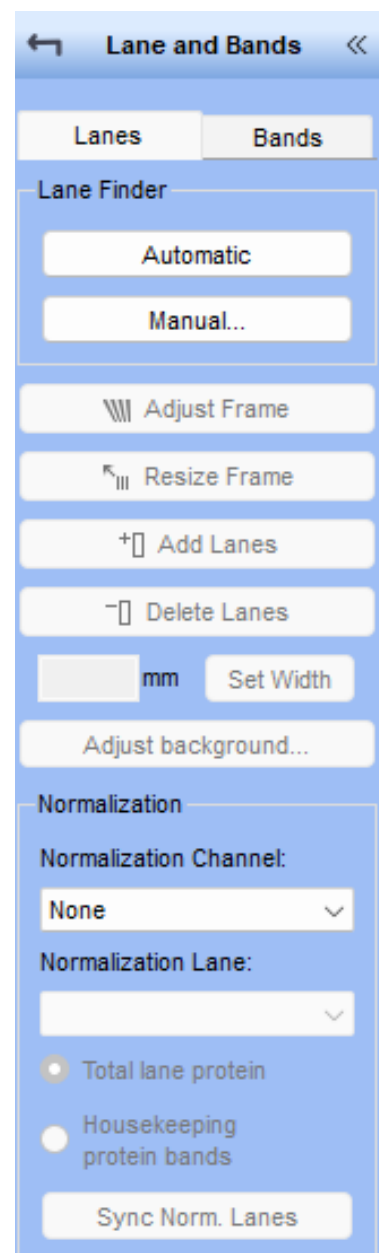 Lane and Bands
Lanes
Bands
Lane Finder
Automatic
Manual...
Adjust Frame
Resize Frame
Add Lanes
Delete Lanes
mm
Set Width
Adjust background...
Normalization
Normalization Channel:
None
Normalization Lane:
Total lane protein
Housekeeping
protein bands
Sync Norm. Lanes